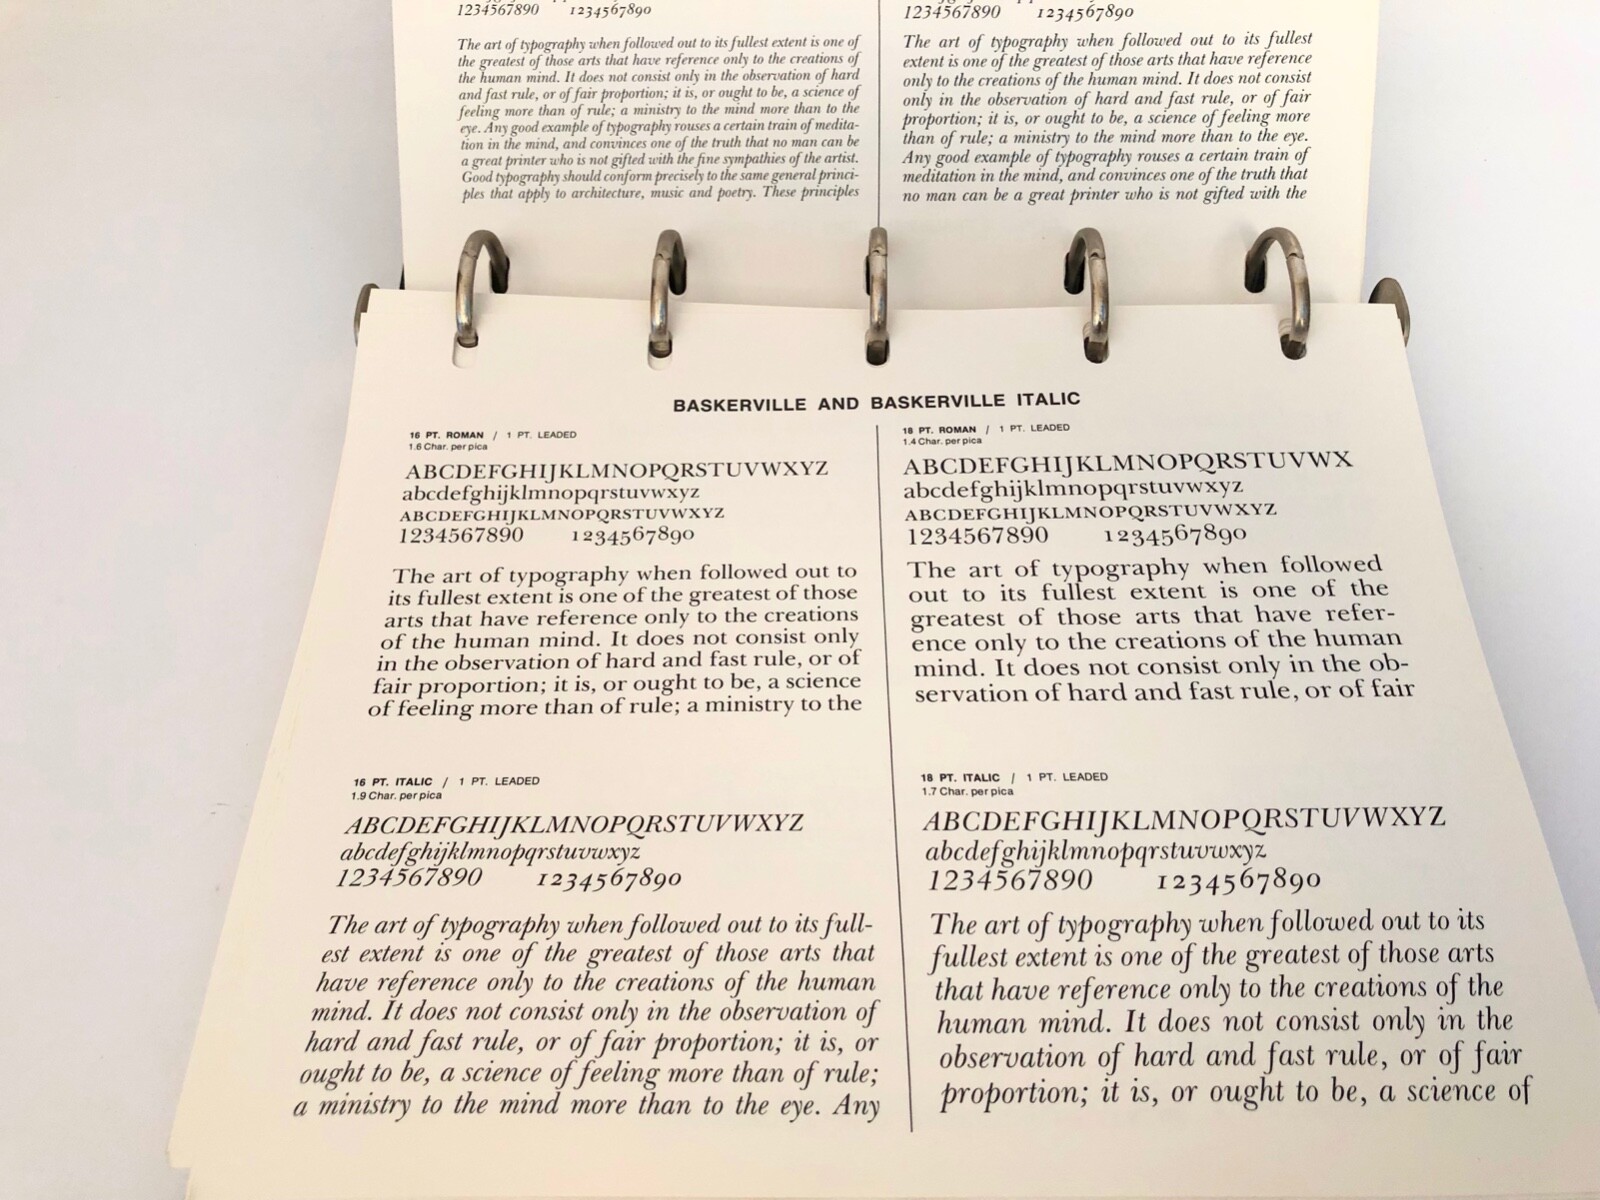 1234567890 1234567890
The art of typography when followed out to its fullest extent is one of
the greatest of those arts that have reference only to the creations of
the human mind. It does not consist only in the observation of hard
and fast rule, or of fair proportion; it is, or ought to be, a science of
feeling more than of rule; a ministry to the mind more than to the
eye. Any good example of typography rouses a certain train of medita-
tion in the mind, and convinces one of the truth that no man can be
a great printer who is not gifted with the fine sympathies of the artist.
Good typography should conform precisely to the same general princi-
ples that apply to architecture, music and poetry. These principles
1234567890 1234567890
The art of typography when followed out to its fullest
extent is one of the greatest of those arts that have reference
only to the creations of the human mind. It does not consist
only in the observation of hard and fast rule, or of fair
proportion; it is, or ought to be, a science of feeling more
than of rule; a ministry to the mind more than to the eye.
Any good example of typography rouses a certain train of
meditation in the mind, and convinces one of the truth that
no man can be a great printer who is not gifted with the
BASKERVILLE AND BASKERVILLE ITALIC
16 PT. ROMAN / 1 PT. LEADED
1.6 Char. per pica
ABCDEFGHIJKLMNOPQRSTUVWXYZ
abcdefghijklmnopqrstuvwxyz
ABCDEFGHIJKLMNOPQRSTUVWXYZ
1234567890 1234567890
The art of typography when followed out to
its fullest extent is one of the greatest of those
arts that have reference only to the creations
of the human mind. It does not consist only
in the observation of hard and fast rule, or of
fair proportion; it is, or ought to be, a science
of feeling more than of rule; a ministry to the
18 PT. ROMAN / 1 PT. LEADED
1.4 Char. per pica
ABCDEFGHIJKLMNOPQRSTUVWX
abcdefghijklmnopqrstuvwxyz
ABCDEFGHIJKLMNOPQRSTUVWXYZ
1234567890 1234567890
The art of typography when followed
out to its fullest extent is one of the
greatest of those arts that have refer-
ence only to the creations of the human
mind. It does not consist only in the ob-
servation of hard and fast rule, or of fair
16 PT. ITALIC / 1 PT. LEADED
1.9 Char. per pica
ABCDEFGHIJKLMNOPQRSTUVWXYZ
abcdefghijklmnopqrstuvwxyz
1234567890 1234567890
The art of typography when followed out to its full-
est extent is one of the greatest of those arts that
have reference only to the creations of the human
mind. It does not consist only in the observation of
hard and fast rule, or of fair proportion; it is, or
ought to be, a science of feeling more than of rule;
a ministry to the mind more than to the eye. Any
18 PT. ITALIC / 1 PT. LEADED
1.7 Char. per pica
ABCDEFGHIJKLMNOPQRSTUVWXYZ
abcdefghijklmnopqrstuvwxyz
1234567890 1234567890
The art of typography when followed out to its
fullest extent is one of the greatest of those arts
that have reference only to the creations of the
human mind. It does not consist only in the
observation of hard and fast rule, or of fair
proportion; it is, or ought to be, a science of